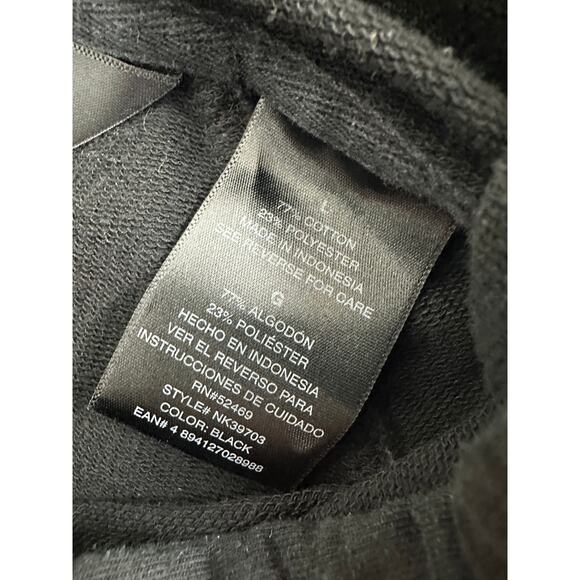 L
77% COTTON
23% POLYESTER
MADE IN INDONESIA
SEE REVERSE FOR CARE
G
77% ALGODÓN
23% POLIÉSTER
HECHO EN INDONESIA
VER EL REVERSO PARA
INSTRUCCIONES DE CUIDADO
RN#52469
STYLE# NK39703
COLOR: BLACK
EAN# 4 894127028988